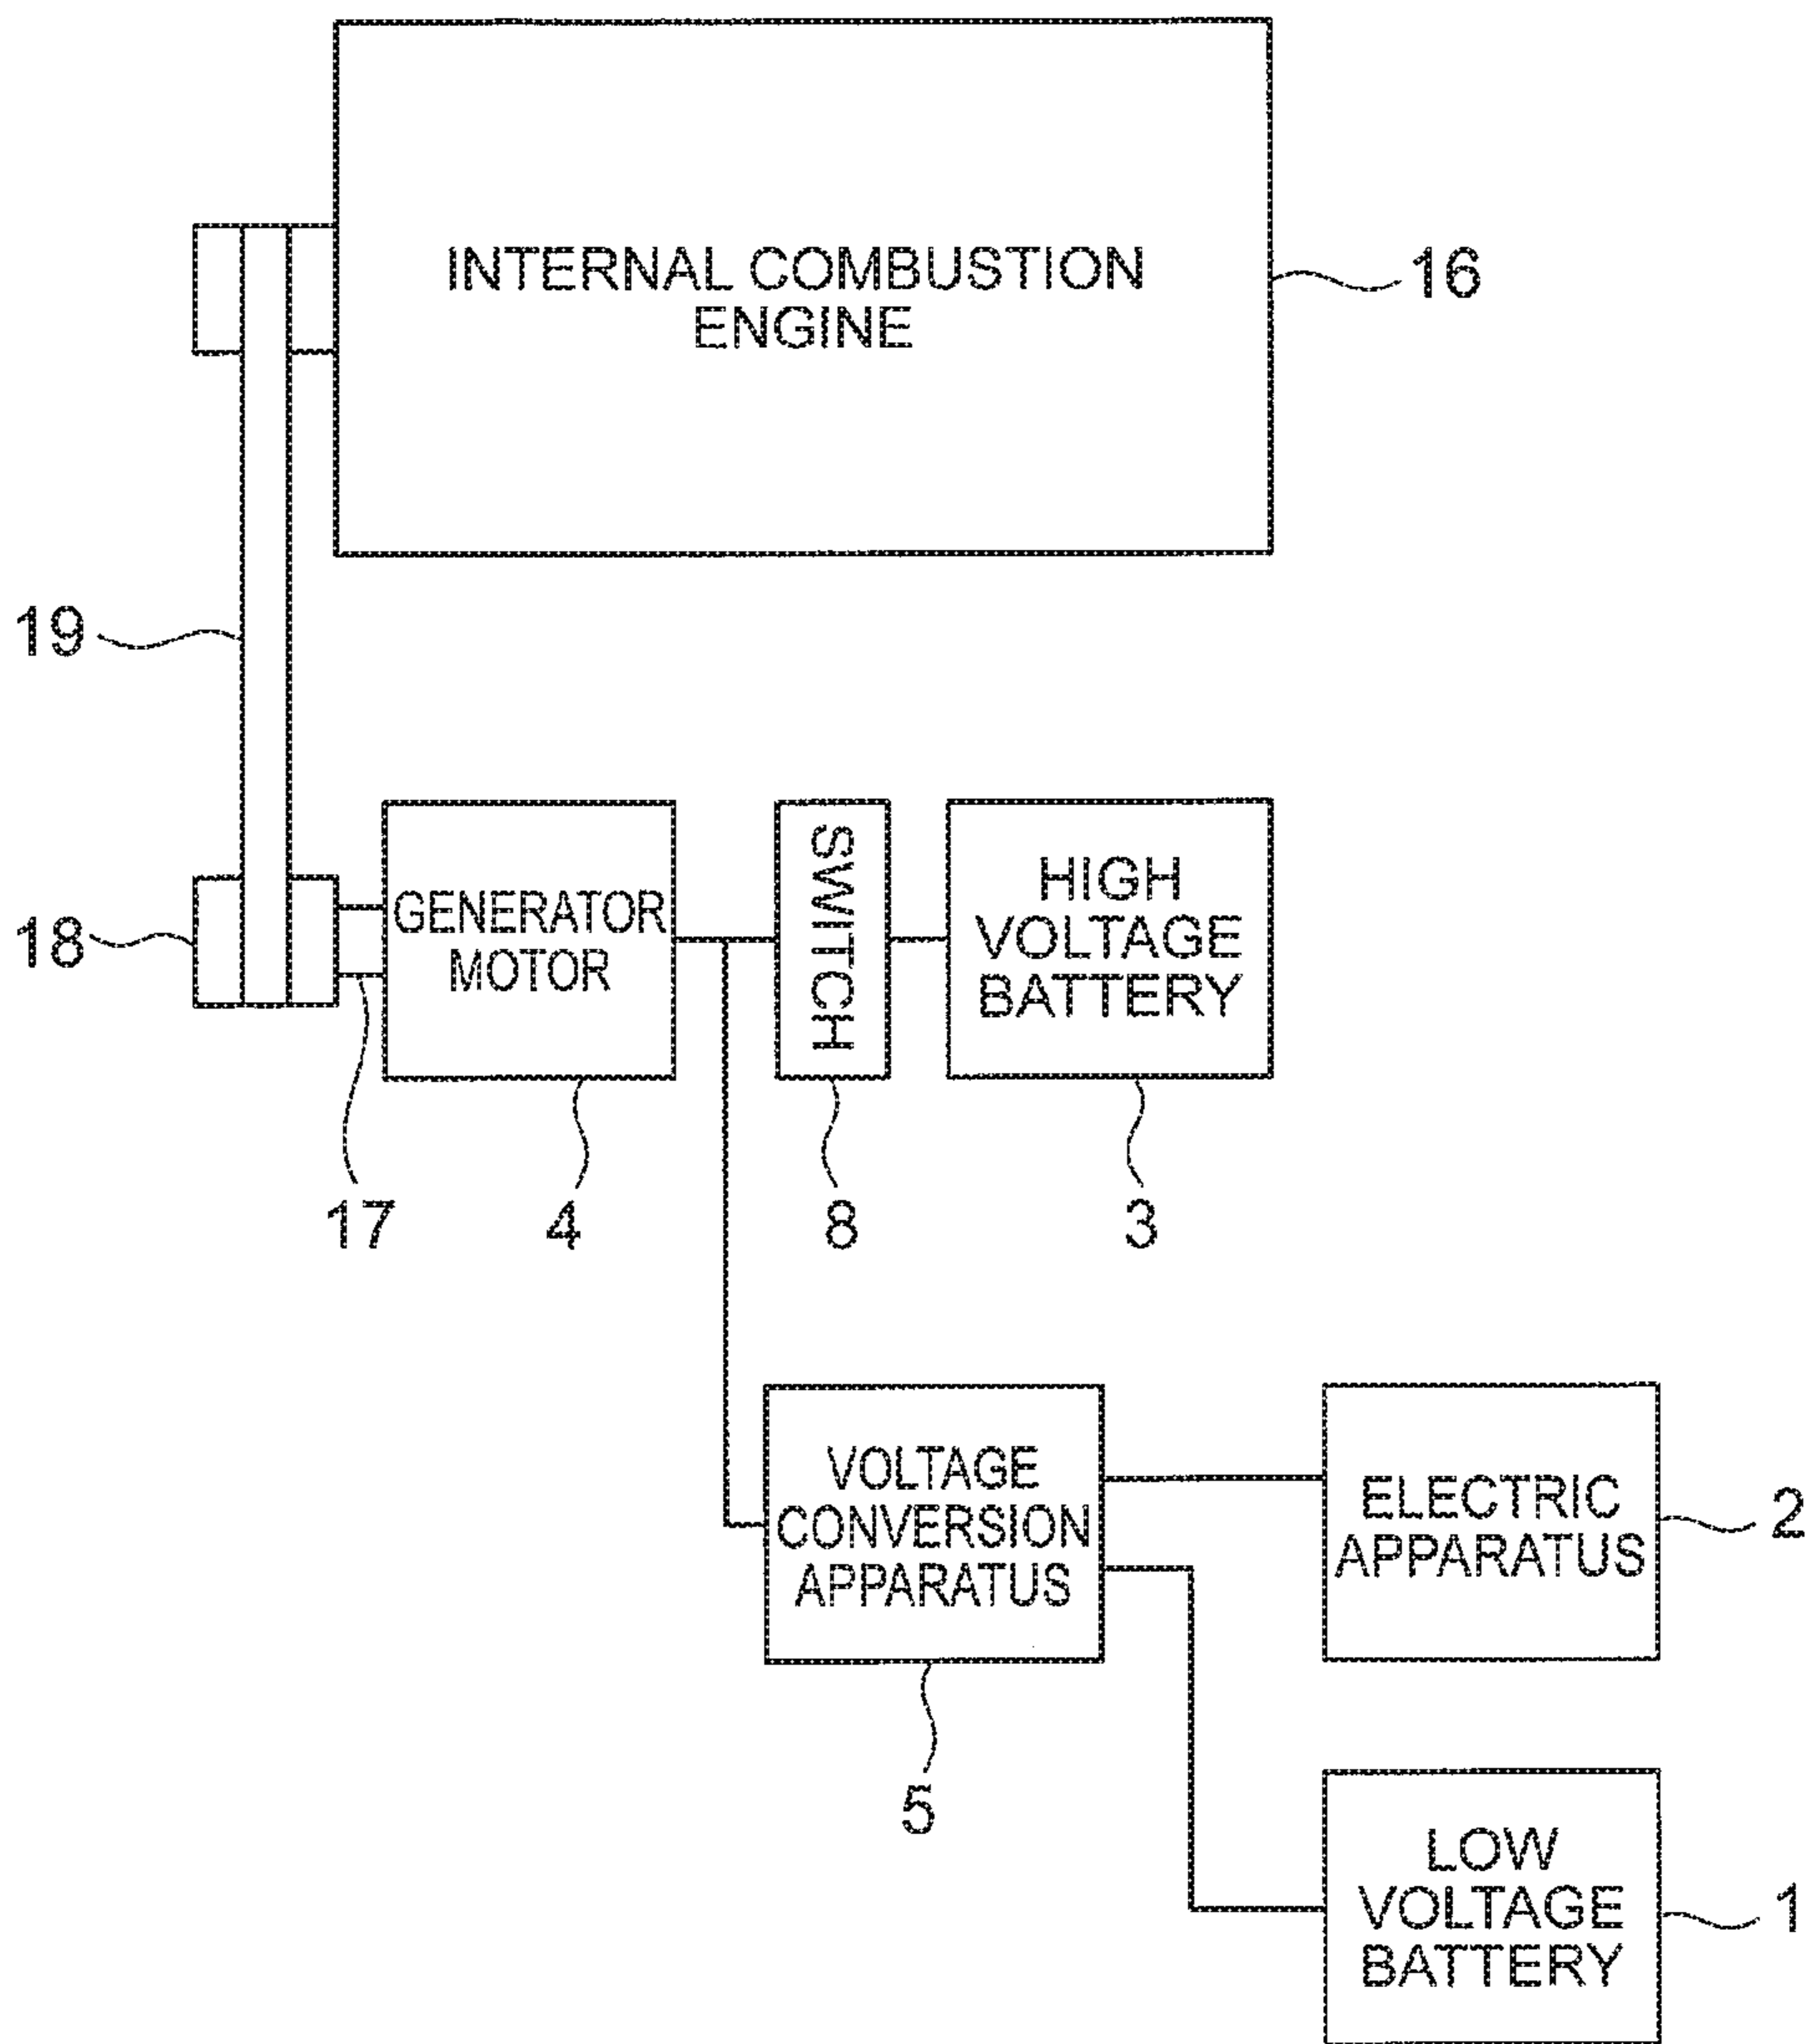 INTERNAL COMBUSTION
ENGINE
16
19
GENERATOR
MOTOR
SWITCH
HIGH
VOLTAGE
BATTERY
18
17
4
8
3
VOLTAGE
CONVERSION
APPARATUS
ELECTRIC
APPARATUS
2
5
LOW
VOLTAGE
BATTERY
1